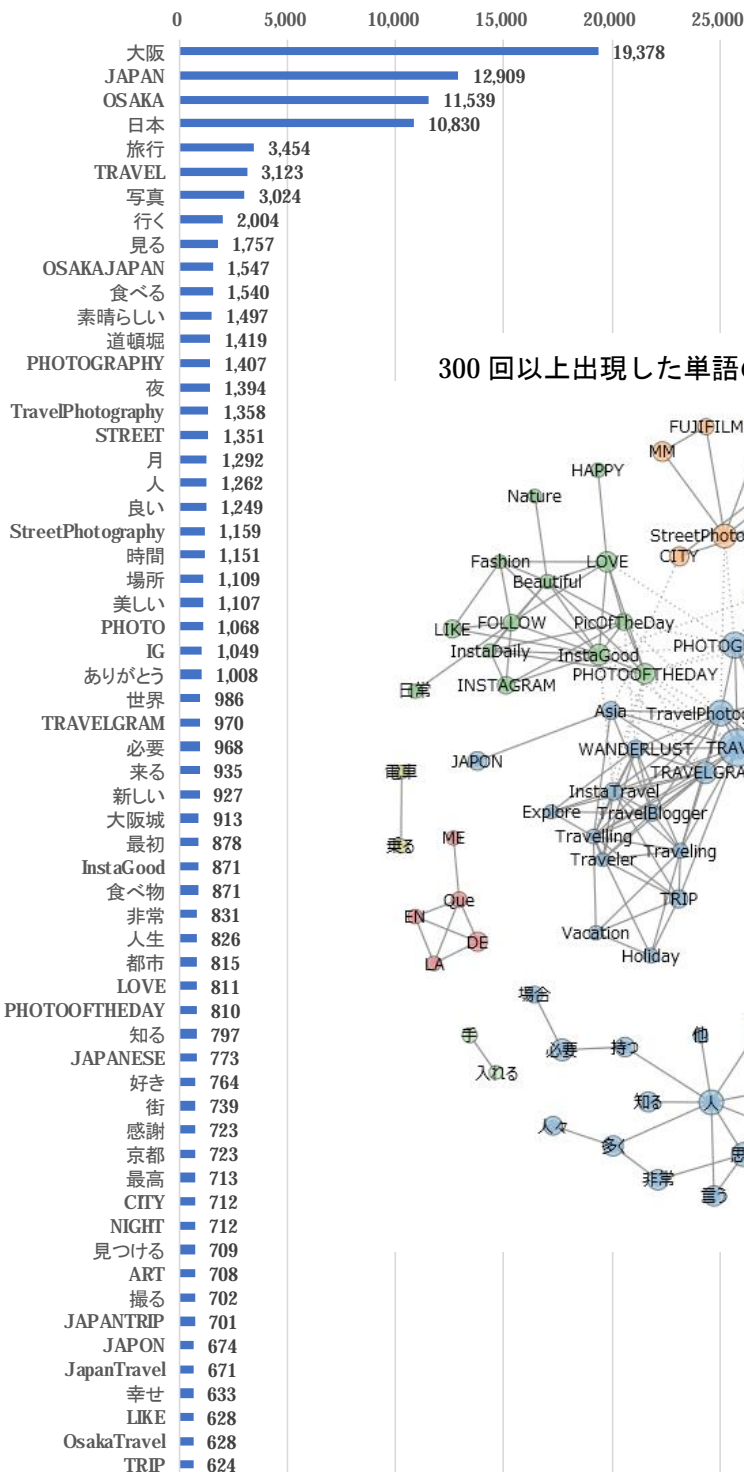 0 5,000 10,000 15,000 20,000 25,000
大阪 19,378
JAPAN 12,909
OSAKA 11,539
日本 10,830
旅行 3,454
TRAVEL 3,123
写真 3,024
行く 2,004
見る 1,757
OSAKAJAPAN 1,547
食べる 1,540
素晴らしい 1,497
道頓堀 1,419
PHOTOGRAPHY 1,407
夜 1,394
TravelPhotography 1,358
STREET 1,351
月 1,292
人 1,262
良い 1,249
StreetPhotography 1,159
時間 1,151
場所 1,109
美しい 1,107
PHOTO 1,068
IG 1,049
ありがとう 1,008
世界 986
TRAVELGRAM 970
必要 968
来る 935
新しい 927
大阪城 913
最初 878
InstaGood 871
食べ物 871
非常 831
人生 826
都市 815
LOVE 811
PHOTOOFTHEDAY 810
知る 797
JAPANESE 773
好き 764
街 739
感謝 723
京都 723
最高 713
CITY 712
NIGHT 712
見つける 709
ART 708
撮る 702
JAPANTRIP 701
JAPON 674
JapanTravel 671
幸せ 633
LIKE 628
OsakaTravel 628
TRIP 624
300 回以上出現した単語
FUJIFILM
MM
HAPPY
Nature
StreetPhoto
CITY
Fashion
LOVE
Beautiful
LIKE
FOLLOW
PicOfTheDay
InstaDaily
InstaGood
PHOTOG
PHOTOOFTHEDAY
日常
INSTAGRAM
Asia
TravelPhotog
WANDERLUST
TRAV
JAPON
TRAVELGRA
電車
InstaTravel
Explore
TravelBlogger
Travelling
乗る
ME
Traveler
Traveling
Que
TRIP
EN
DE
Vacation
LA
Holiday
場合
手
必要
持つ
他
入れる
知る
人
人々
多く
思
非常
言う